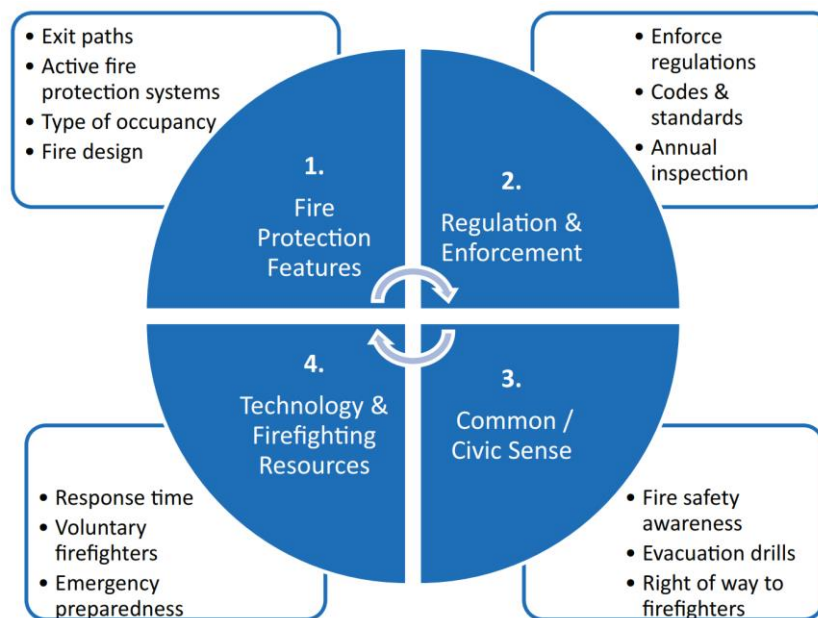 • Exit paths
• Active fire
protection systems
• Type of occupancy
• Fire design
1.
Fire
Protection
Features
• Enforce
regulations
• Codes &
standards
• Annual
inspection
2.
Regulation &
Enforcement
4.
Technology &
Firefighting
Resources
• Response time
• Voluntary
firefighters
• Emergency
preparedness
3.
Common /
Civic Sense
• Fire safety
awareness
• Evacuation drills
• Right of way to
firefighters